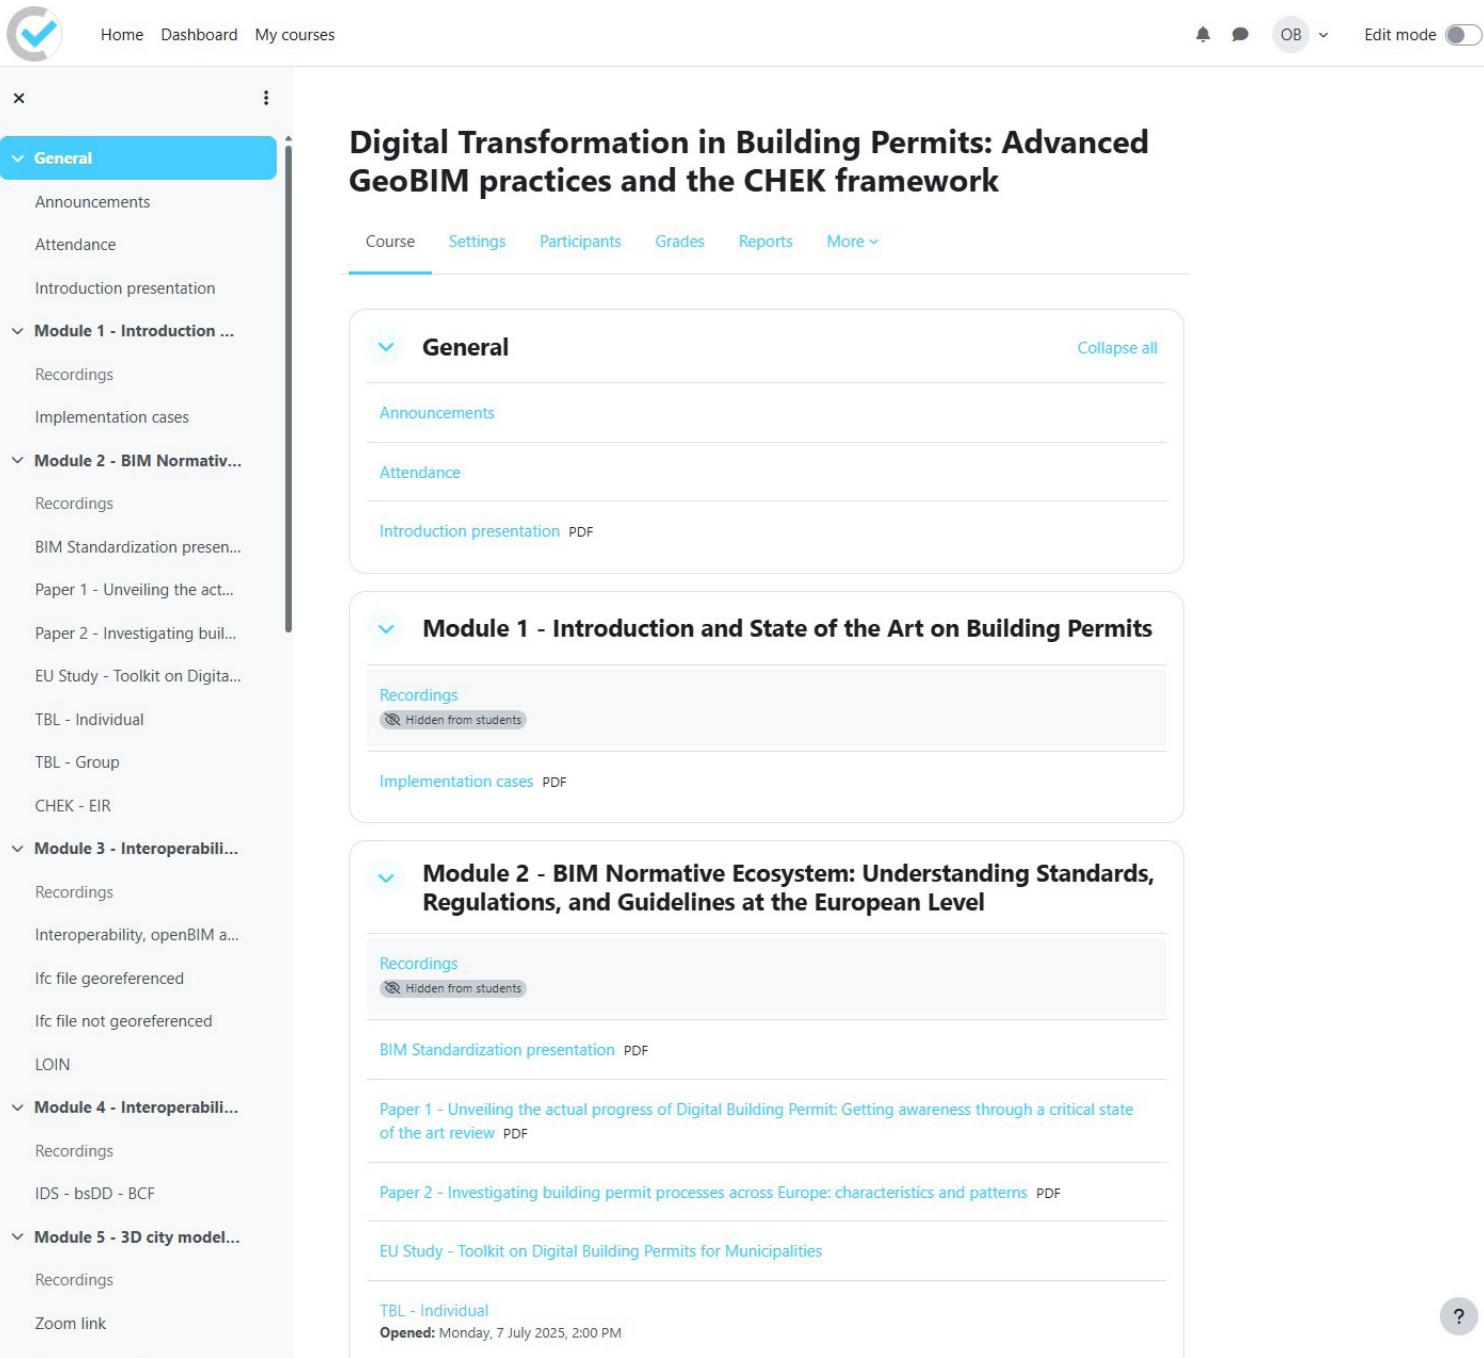 Home Dashboard My courses
OB
Edit mode
General
Announcements
Attendance
Introduction presentation
Module 1 - Introduction ...
Recordings
Implementation cases
Module 2 - BIM Normativ...
Recordings
BIM Standardization presen...
Paper 1 - Unveiling the act...
Paper 2 - Investigating buil...
EU Study - Toolkit on Digita...
TBL - Individual
TBL - Group
CHEK - EIR
Module 3 - Interoperabili...
Recordings
Interoperability, openBIM a...
Ifc file georeferenced
Ifc file not georeferenced
LOIN
Module 4 - Interoperabili...
Recordings
IDS - bsDD - BCF
Module 5 - 3D city model...
Recordings
Zoom link
Digital Transformation in Building Permits: Advanced
GeoBIM practices and the CHEK framework
Course Settings Participants Grades Reports More
General
Collapse all
Announcements
Attendance
Introduction presentation PDF
Module 1 - Introduction and State of the Art on Building Permits
Recordings
Hidden from students
Implementation cases PDF
Module 2 - BIM Normative Ecosystem: Understanding Standards,
Regulations, and Guidelines at the European Level
Recordings
Hidden from students
BIM Standardization presentation PDF
Paper 1 - Unveiling the actual progress of Digital Building Permit: Getting awareness through a critical state
of the art review PDF
Paper 2 - Investigating building permit processes across Europe: characteristics and patterns PDF
EU Study - Toolkit on Digital Building Permits for Municipalities
TBL - Individual
Opened: Monday, 7 July 2025, 2:00 PM
?